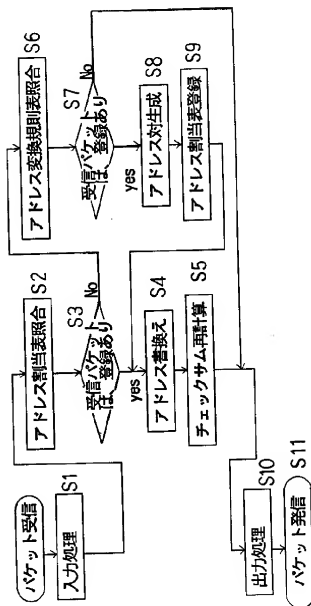 パケット受信
入力処理 S1
アドレス割当表照合 S2
受信パケット S3
は、
登録あり
No
yes
アドレス書換え S4
チェックサム再計算 S5
アドレス変換規則表照合 S6
受信パケット S7
は、
登録あり
No
yes
アドレス対生成 S8
アドレス割当表登録 S9
出力処理 S10
パケット発信 S11